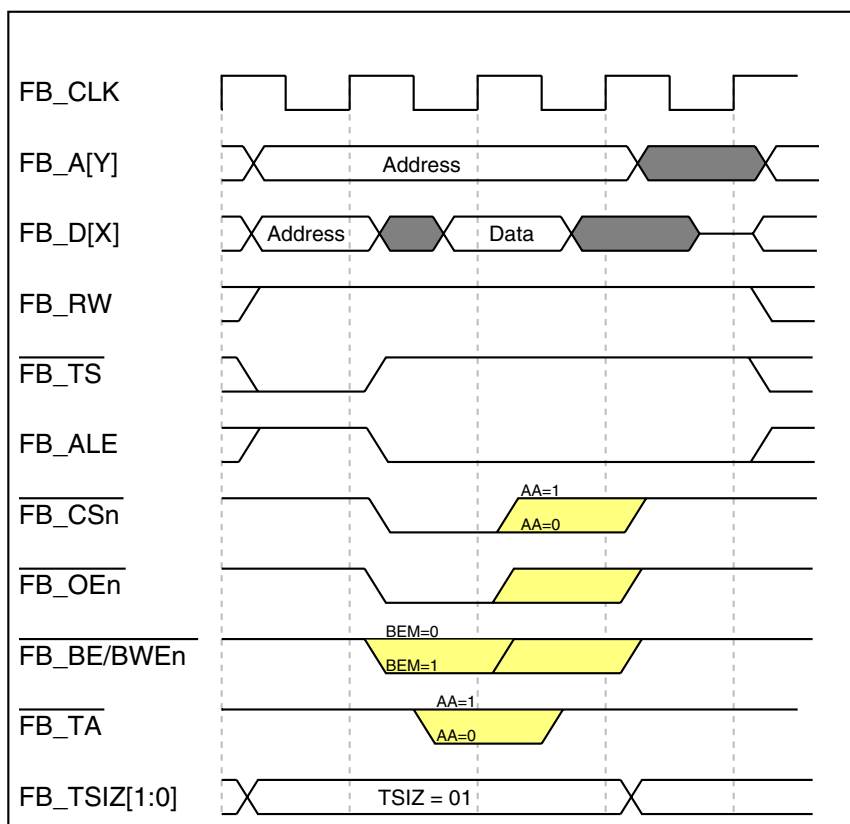 FB_CLK
FB_A[Y]
Address
FB_D[X]
Address
Data
FB_RW
FB_TS
FB_ALE
FB_CSn
AA=1
AA=0
FB_OEn
FB_BE/BWEn
BEM=0
BEM=1
FB_TA
AA=1
AA=0
FB_TSIZ[1:0]
TSIZ = 01